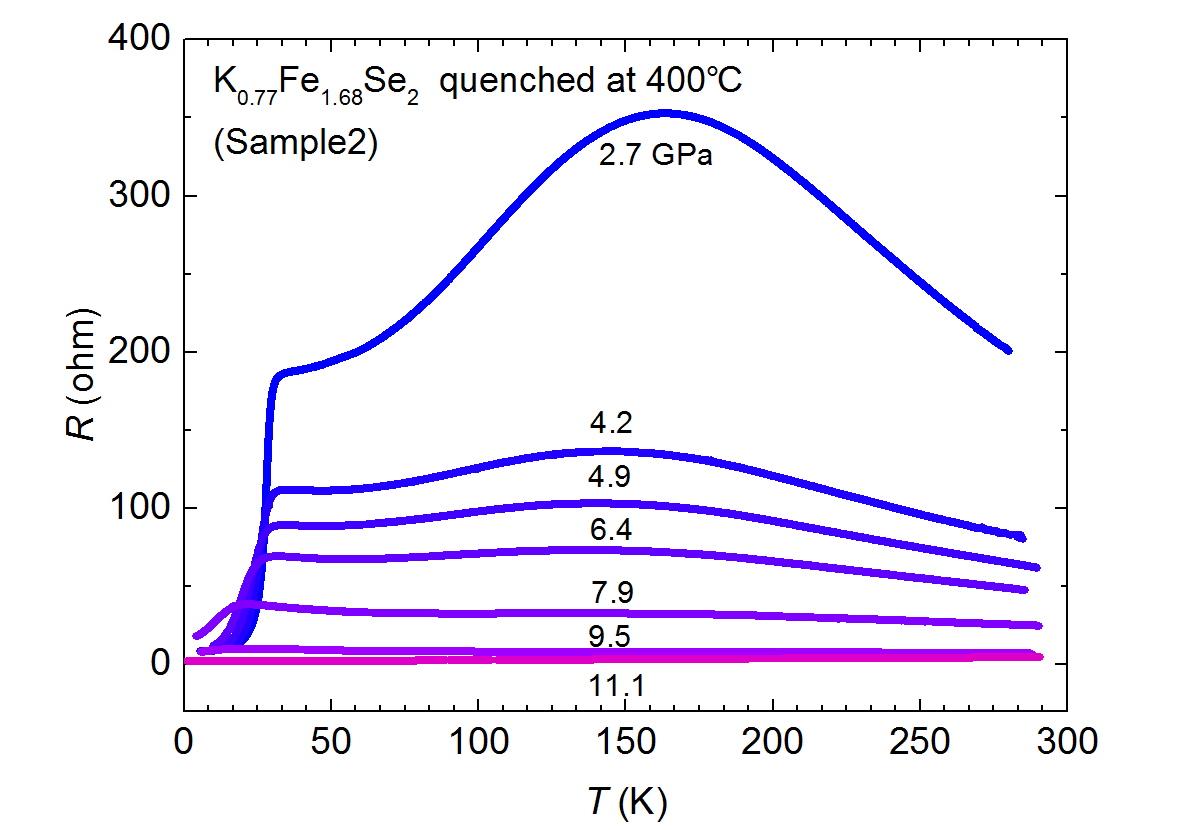 400
K0.77Fe1.68Se2 quenched at 400℃
(Sample2)
2.7 GPa
300
R (ohm)
200
4.2
4.9
100
6.4
7.9
9.5
0
11.1
0 50 100 150 200 250 300
T (K)